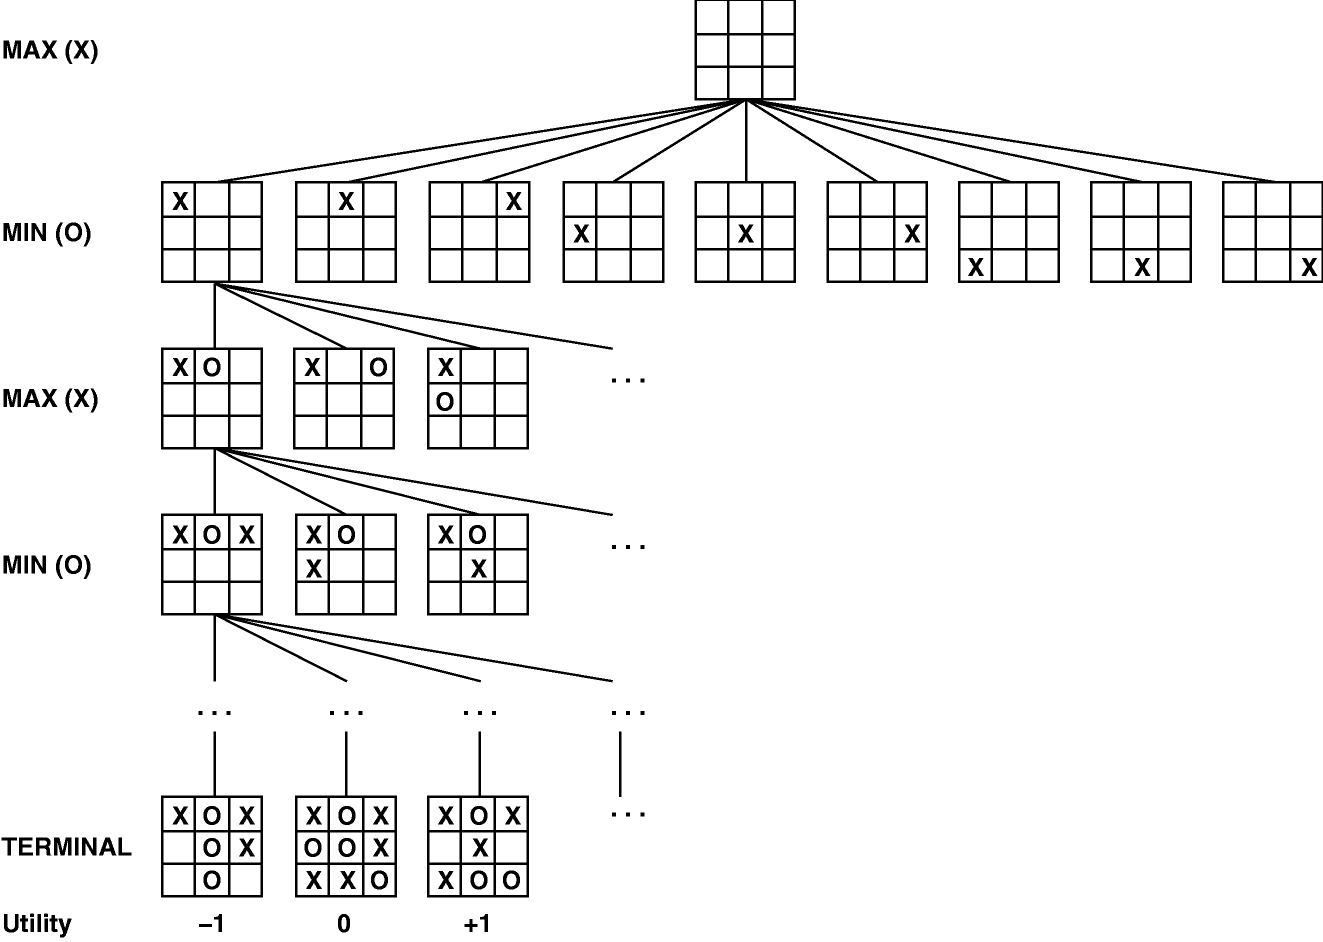 MAX (X)
MIN (O)
X X X X X X X X X
MAX (X)
X O X O X
O
...
MIN (O)
X O X X O X O
X X
...
... ... ... ...
TERMINAL
X O X X O X X O X
O X O O X X
O X X O X O O
...
Utility –1 0 +1